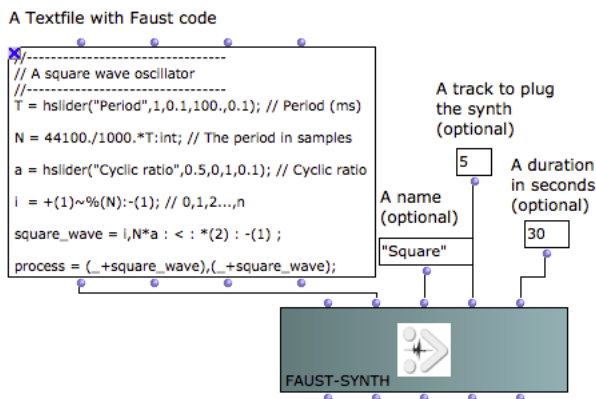 A Textfile with Faust code
//-----------------------------------
// A square wave oscillator
//-----------------------------------
T = hslider("Period",1,0.1,100.,0.1); // Period (ms)
N = 44100./1000.*T:int; // The period in samples
a = hslider("Cyclic ratio",0.5,0,1,0.1); // Cyclic ratio
i  = +(1)~%(N):-(1); // 0,1,2...,n
square_wave = i,N*a : < : *(2) : -(1) ;
process = (_+square_wave),(_+square_wave);
A track to plug
the synth
(optional)
5
A name
(optional)
"Square"
A duration
in seconds
(optional)
30
FAUST-SYNTH